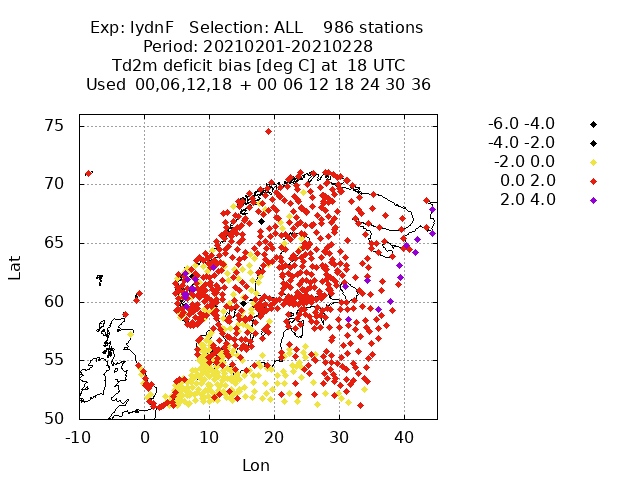 Exp: IydnF   Selection: ALL    986 stations
Period: 20210201-20210228
Td2m deficit bias [deg C] at  18 UTC
Used  00,06,12,18 + 00 06 12 18 24 30 36
-6.0 -4.0
-4.0 -2.0
-2.0 0.0
0.0 2.0
2.0 4.0
75
70
65
60
55
50
Lat
-10 0 10 20 30 40
Lon